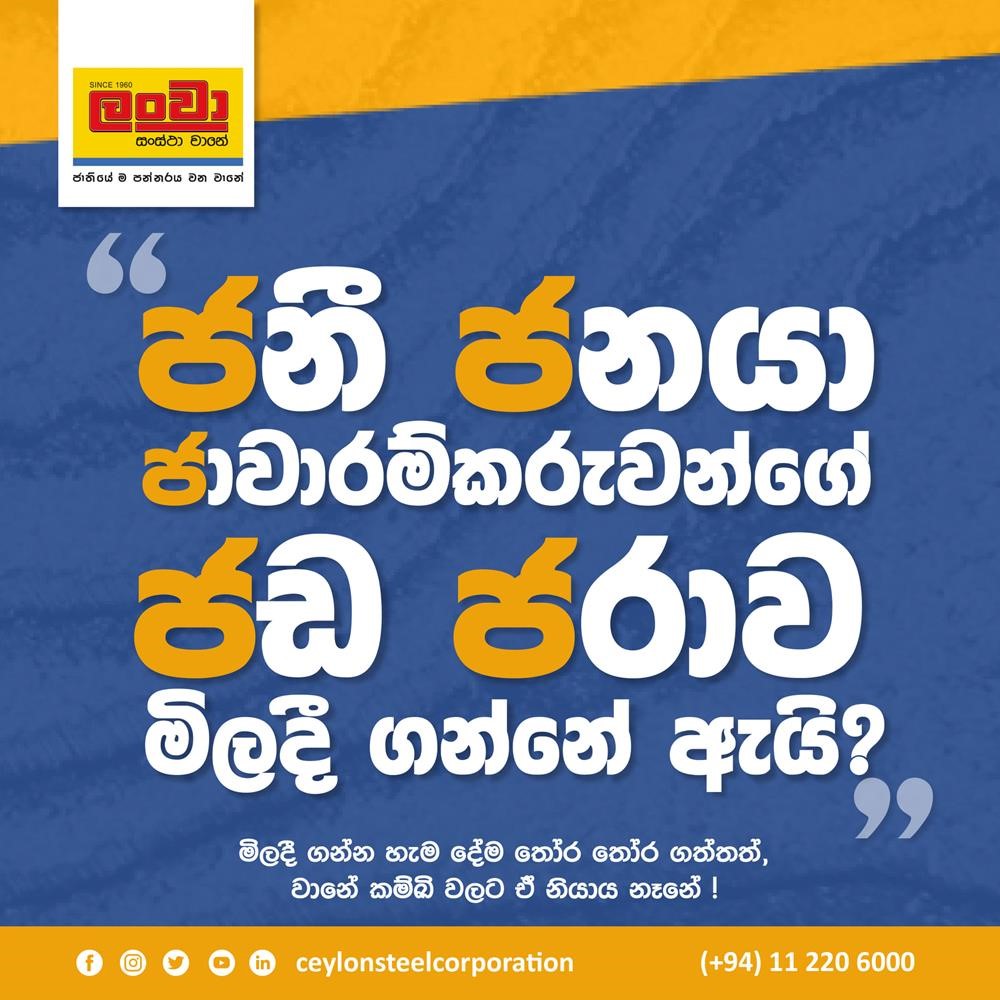 SINCE 1960
ලංවා
සංස්ථා වානේ
ජාතියේ ම පන්නරය වන වානේ
“
ජනී ජනයා
ජාවාරම්කරුවන්ගේ
ජඩ ජරාව
මිලදී ගන්නේ ඇයි?
”
මිලදී ගන්න හැම දේම තෝර තෝර ගත්තත්,
වානේ කම්බි වලට ඒ නියාය නෑනේ !
ceylonsteelcorporation (+94) 11 220 6000